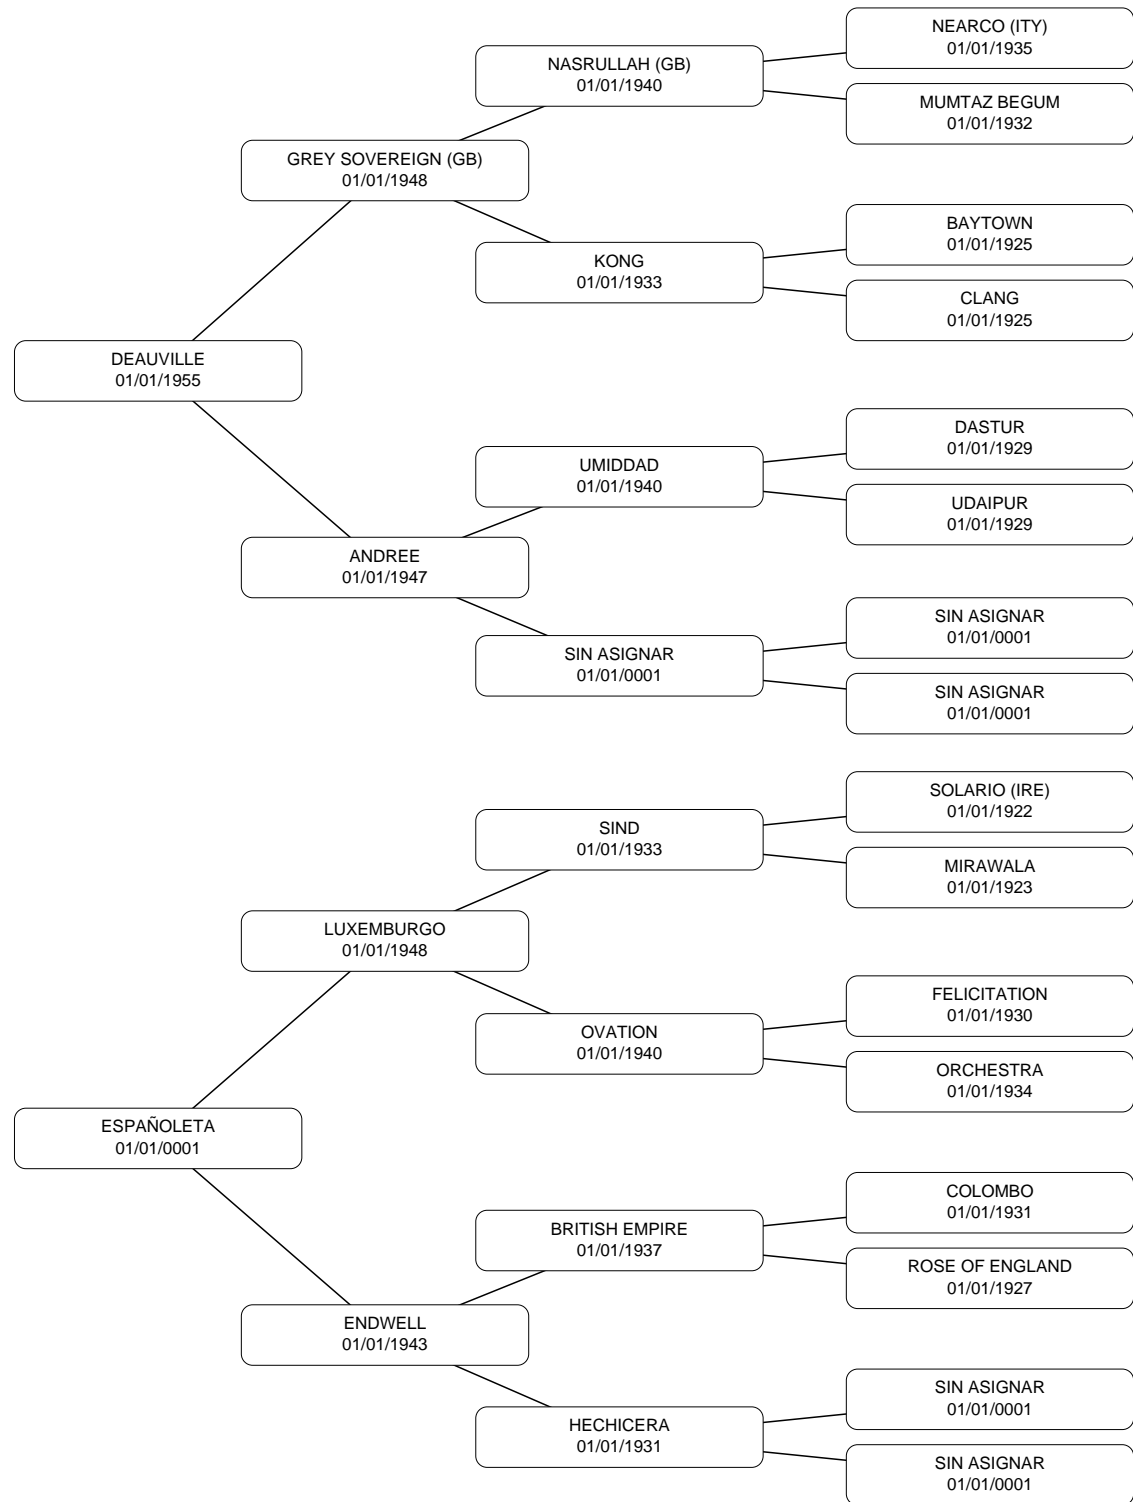 NEARCO (ITY)
01/01/1935
NASRULLAH (GB)
01/01/1940
MUMTAZ BEGUM
01/01/1932
GREY SOVEREIGN (GB)
01/01/1948
BAYTOWN
01/01/1925
KONG
01/01/1933
CLANG
01/01/1925
DEAUVILLE
01/01/1955
DASTUR
01/01/1929
UMIDDAD
01/01/1940
UDAIPUR
01/01/1929
ANDREE
01/01/1947
SIN ASIGNAR
01/01/0001
SIN ASIGNAR
01/01/0001
SIN ASIGNAR
01/01/0001
SOLARIO (IRE)
01/01/1922
SIND
01/01/1933
MIRAWALA
01/01/1923
LUXEMBURGO
01/01/1948
FELICITATION
01/01/1930
OVATION
01/01/1940
ORCHESTRA
01/01/1934
ESPAÑOLETA
01/01/0001
COLOMBO
01/01/1931
BRITISH EMPIRE
01/01/1937
ROSE OF ENGLAND
01/01/1927
ENDWELL
01/01/1943
SIN ASIGNAR
01/01/0001
HECHICERA
01/01/1931
SIN ASIGNAR
01/01/0001